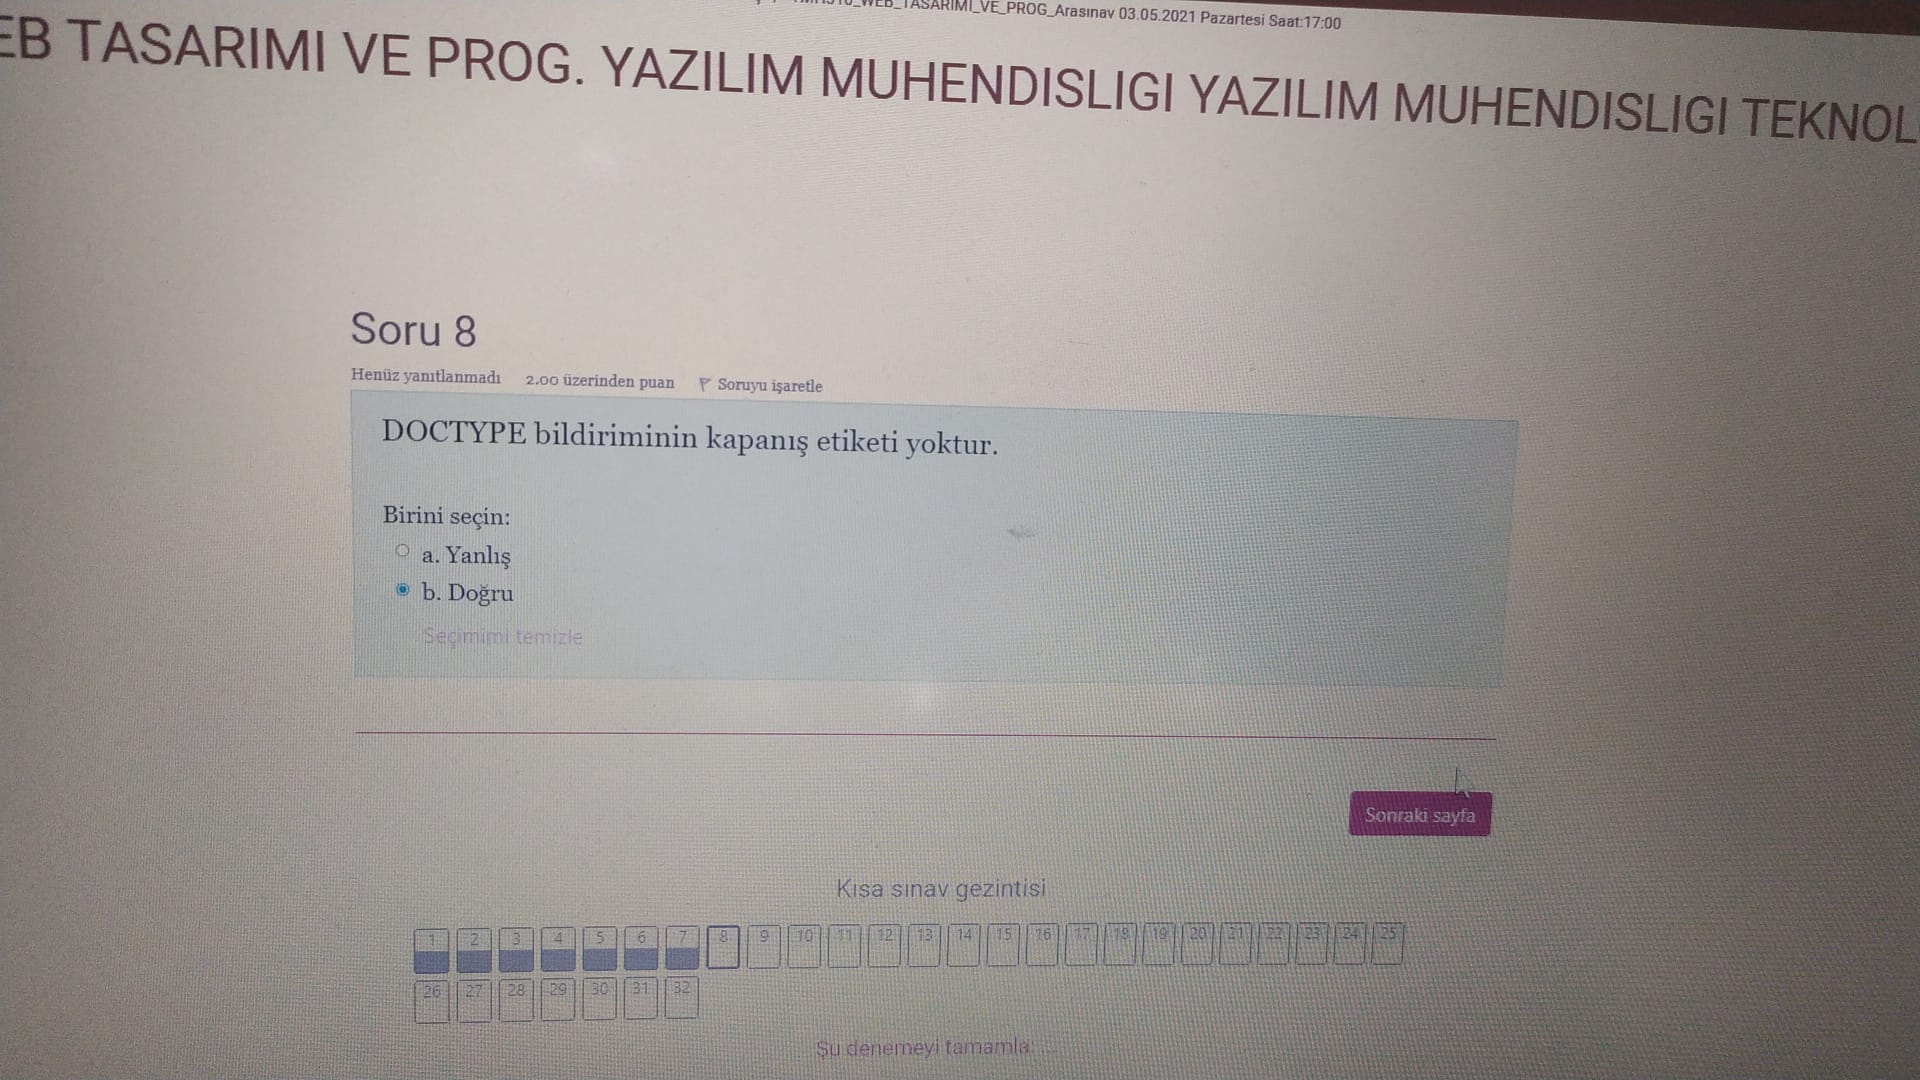 WEB_TASARIMI_VE_PROG_Arasınav 03.05.2021 Pazartesi Saat:17:00
EB TASARIMI VE PROG. YAZILIM MUHENDISLIGI YAZILIM MUHENDISLIGI TEKNOL
Soru 8
Henüz yanıtlanmadı 2,00 üzerinden puan Soruyu işaretle
DOCTYPE bildiriminin kapanış etiketi yoktur.
Birini seçin:
a. Yanlış
b. Doğru
Seçimimi temizle
Sonraki sayfa
Kısa sınav gezintisi
1 2 3 4 5 6 7 8 9 10 11 12 13 14 15 16 17 18 19 20 21 22 23 24 25
26 27 28 29 30 31 32
Şu denemeyi tamamla ...